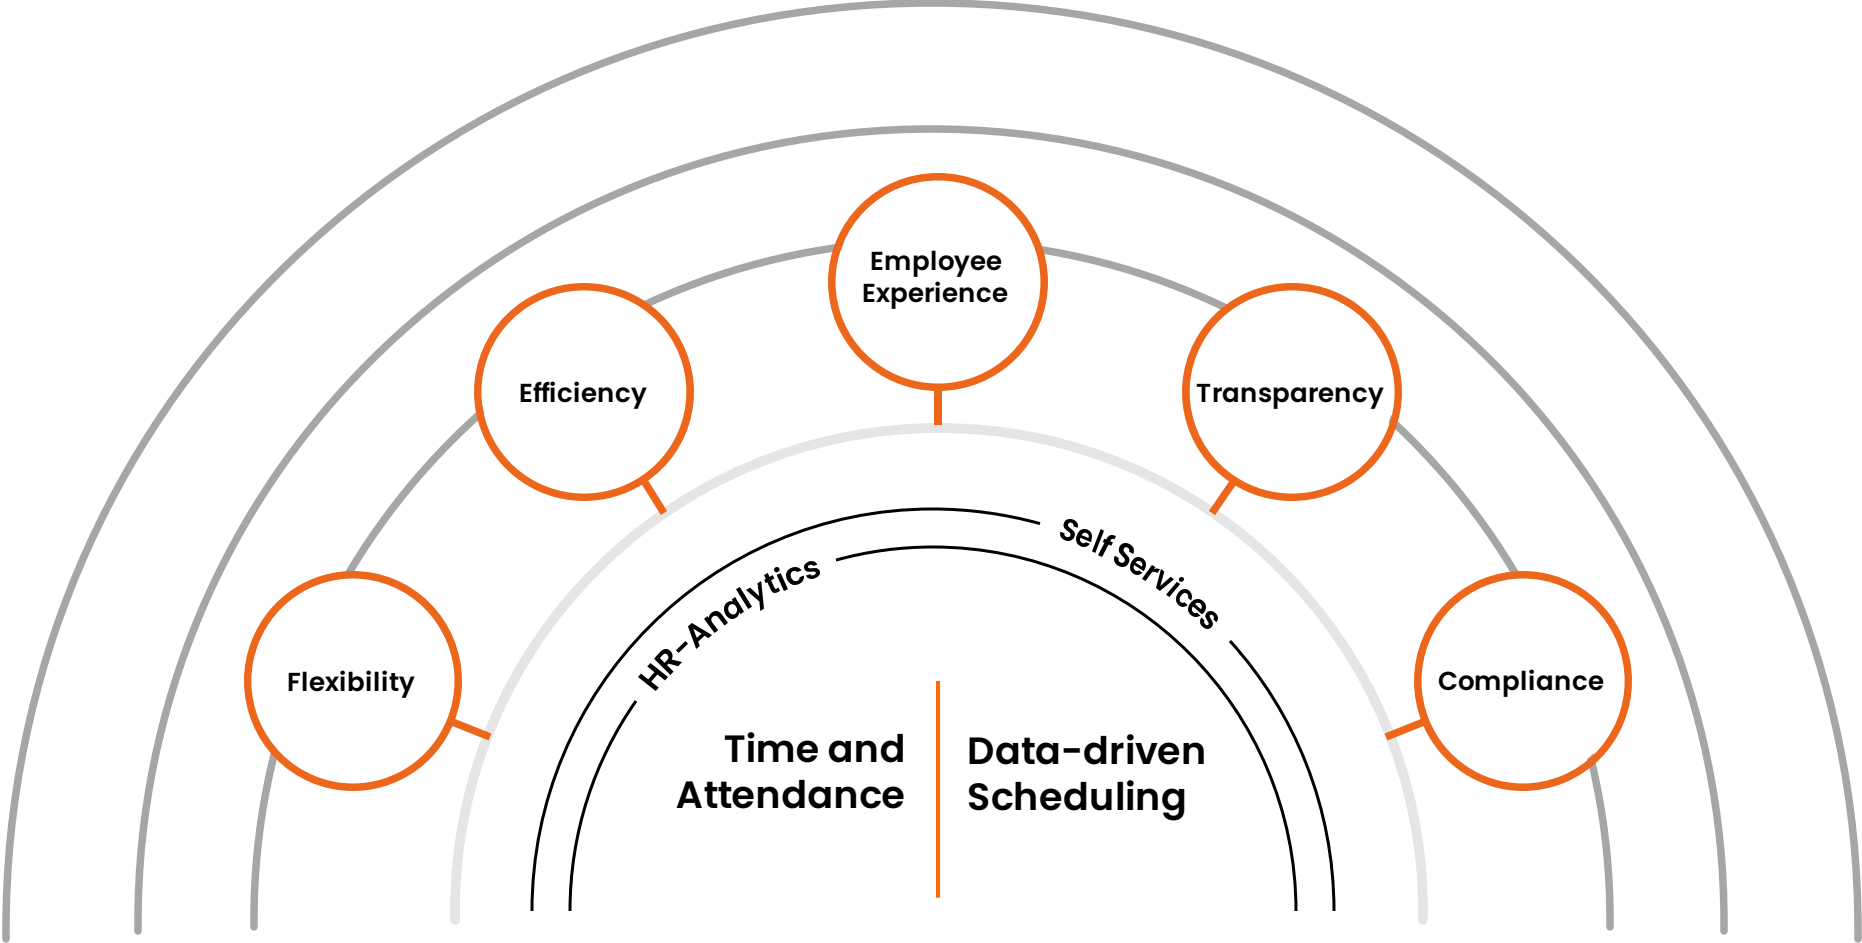 Employee
Experience
Efficiency
Transparency
Self Services
HR-Analytics
Flexibility
Compliance
Time and
Attendance
Data-driven
Scheduling